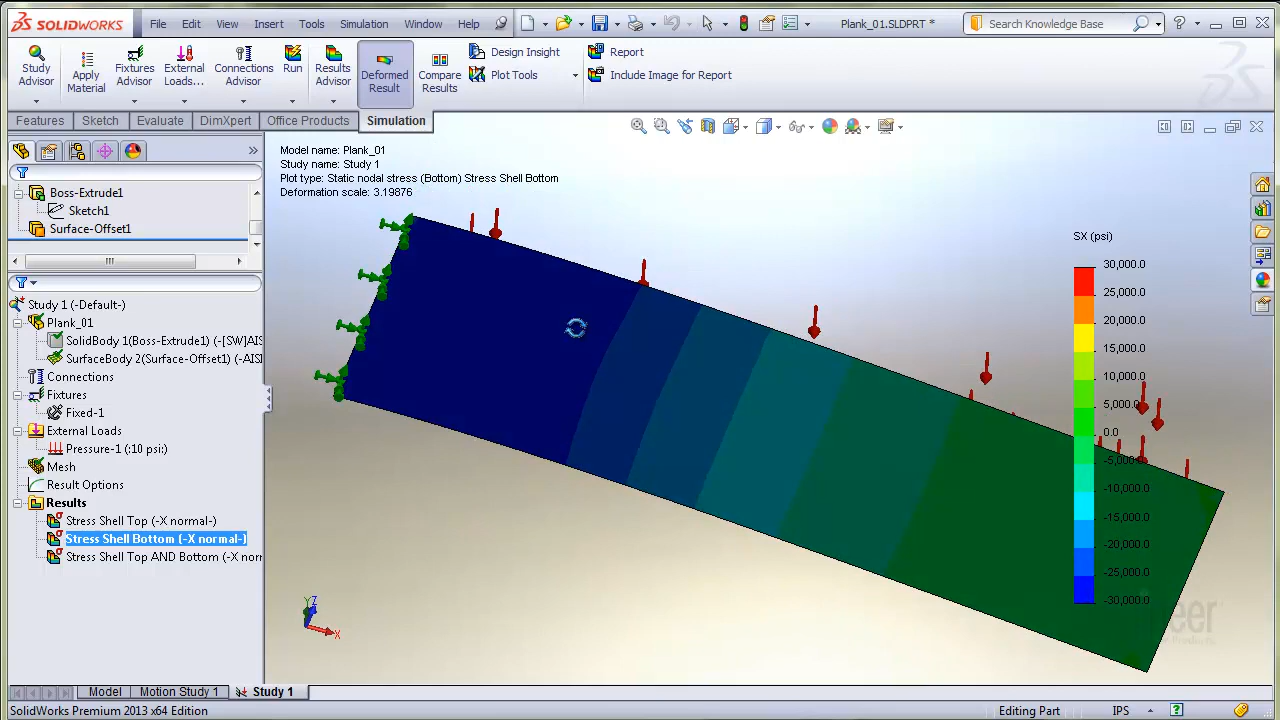 SOLIDWORKS File Edit View Insert Tools Simulation Window Help Plank_01.SLDPRT * Search Knowledge Base
Study Advisor
Apply Material
Fixtures Advisor
External Loads...
Connections Advisor
Run
Results Advisor
Deformed Result
Compare Results
Design Insight
Plot Tools
Report
Include Image for Report
Features Sketch Evaluate DimXpert Office Products Simulation
Boss-Extrude1
Sketch1
Surface-Offset1
Study 1 (-Default-)
Plank_01
SolidBody 1(Boss-Extrude1) (-[SW]AIS
SurfaceBody 2(Surface-Offset1) (-AIS
Connections
Fixtures
Fixed-1
External Loads
Pressure-1 (:10 psi:)
Mesh
Result Options
Results
Stress Shell Top (-X normal-)
Stress Shell Bottom (-X normal-)
Stress Shell Top AND Bottom (-X nor
Model name: Plank_01
Study name: Study 1
Plot type: Static nodal stress (Bottom) Stress Shell Bottom
Deformation scale: 3.19876
SX (psi)
30,000.0
25,000.0
20,000.0
15,000.0
10,000.0
5,000.0
0.0
-5,000.0
-10,000.0
-15,000.0
-20,000.0
-25,000.0
-30,000.0
Y Z
X
Model Motion Study 1 Study 1
SolidWorks Premium 2013 x64 Edition Editing Part IPS